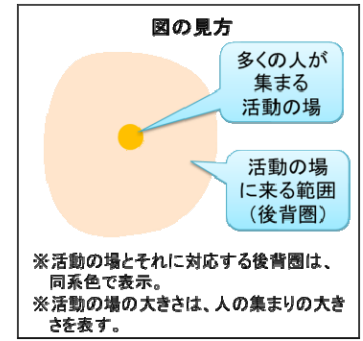 図の見方
多くの人が
集まる
活動の場
活動の場
に来る範囲
（後背圏）
※活動の場とそれに対応する後背圏は、
同系色で表示。
※活動の場の大きさは、人の集まりの大き
さを表す。